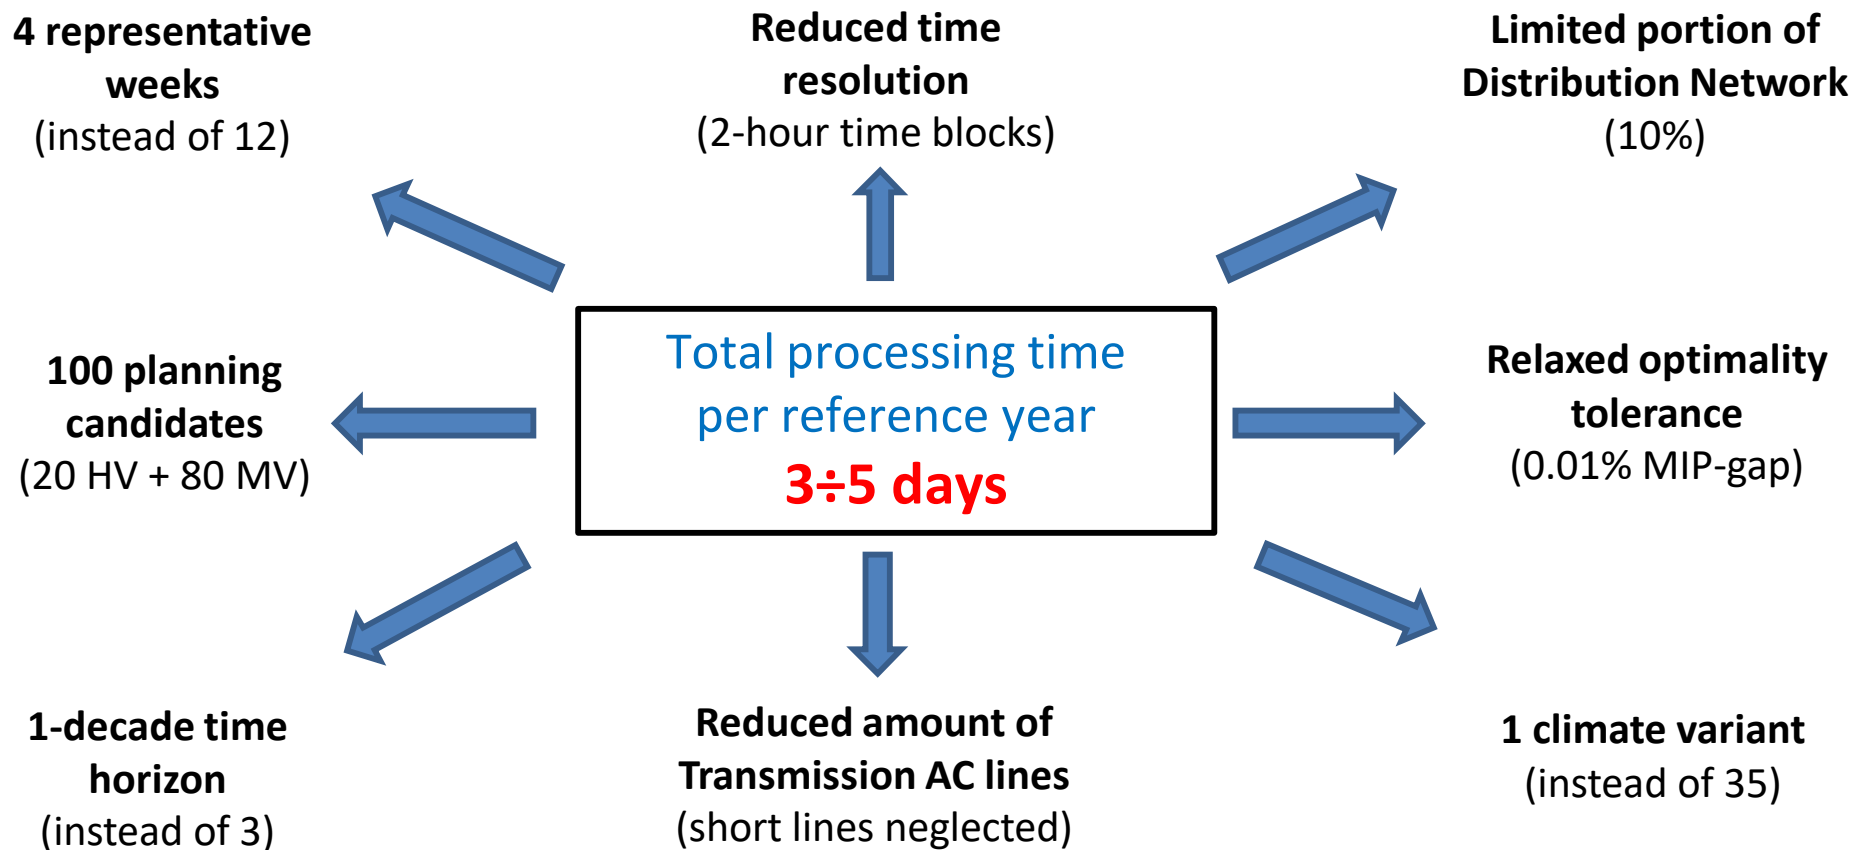 4 representative
weeks
(instead of 12)
Reduced time
resolution
(2-hour time blocks)
Limited portion of
Distribution Network
(10%)
100 planning
candidates
(20 HV + 80 MV)
Total processing time
per reference year
3÷5 days
Relaxed optimality
tolerance
(0.01% MIP-gap)
1-decade time
horizon
(instead of 3)
Reduced amount of
Transmission AC lines
(short lines neglected)
1 climate variant
(instead of 35)